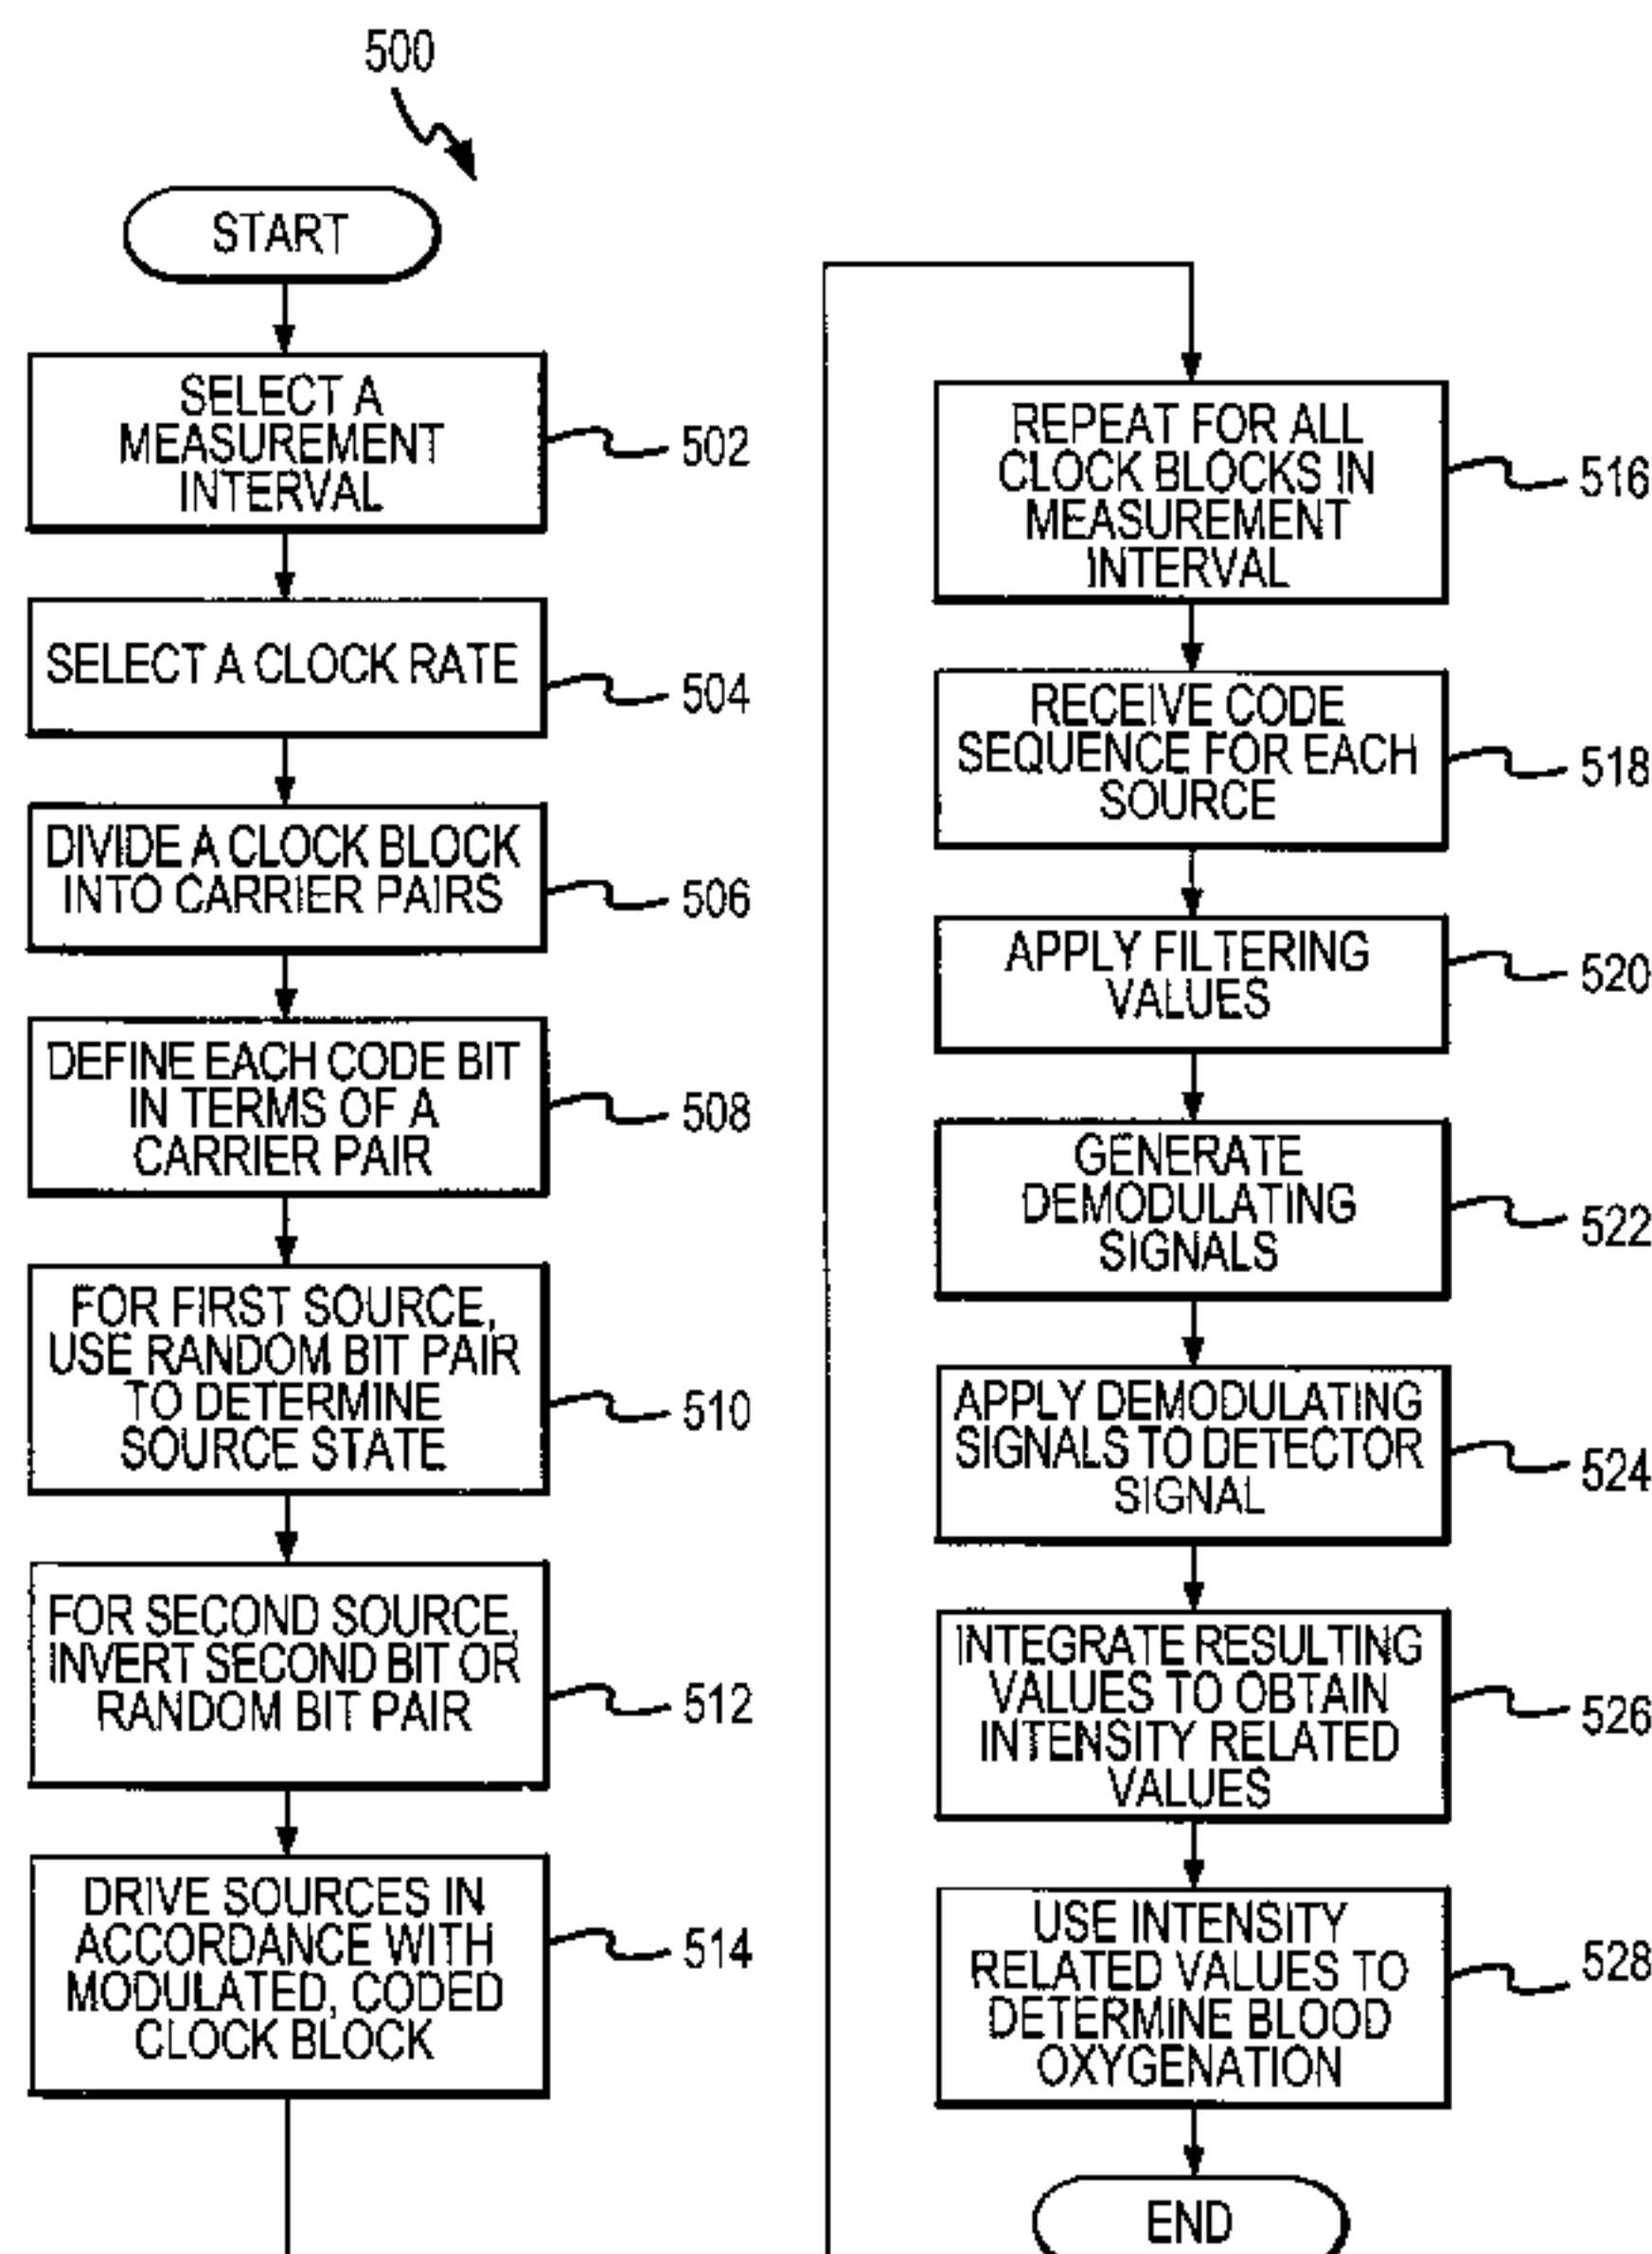 500
START
SELECT A
MEASUREMENT
INTERVAL
502
SELECT A CLOCK RATE
504
DIVIDE A CLOCK BLOCK
INTO CARRIER PAIRS
506
DEFINE EACH CODE BIT
IN TERMS OF A
CARRIER PAIR
508
FOR FIRST SOURCE,
USE RANDOM BIT PAIR
TO DETERMINE
SOURCE STATE
510
FOR SECOND SOURCE,
INVERT SECOND BIT OR
RANDOM BIT PAIR
512
DRIVE SOURCES IN
ACCORDANCE WITH
MODULATED, CODED
CLOCK BLOCK
514
REPEAT FOR ALL
CLOCK BLOCKS IN
MEASUREMENT
INTERVAL
516
RECEIVE CODE
SEQUENCE FOR EACH
SOURCE
518
APPLY FILTERING
VALUES
520
GENERATE
DEMODULATING
SIGNALS
522
APPLY DEMODULATING
SIGNALS TO DETECTOR
SIGNAL
524
INTEGRATE RESULTING
VALUES TO OBTAIN
INTENSITY RELATED
VALUES
526
USE INTENSITY
RELATED VALUES TO
DETERMINE BLOOD
OXYGENATION
528
END